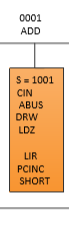 0001
ADD
S = 1001
CIN
ABUS
DRW
LDZ
LIR
PCINC
SHORT